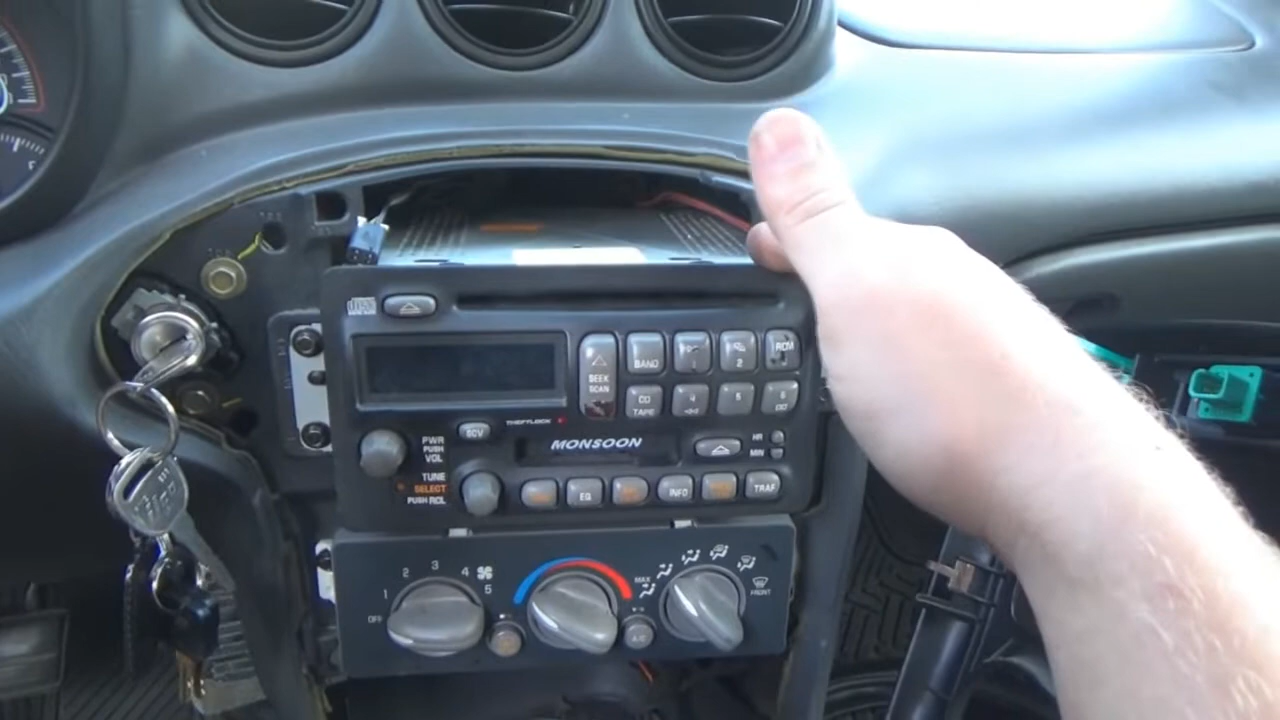 BAND
2
RDM
SEEK
SCAN
CD
TAPE
4
5
6
THEFTLOCK
SCV
MONSOON
HR
MIN
PWR
PUSH
VOL
TUNE
SELECT
PUSH RCL
EQ
INFO
TRAF
OFF 1 2 3 4 5
MAX
A/C
FRONT